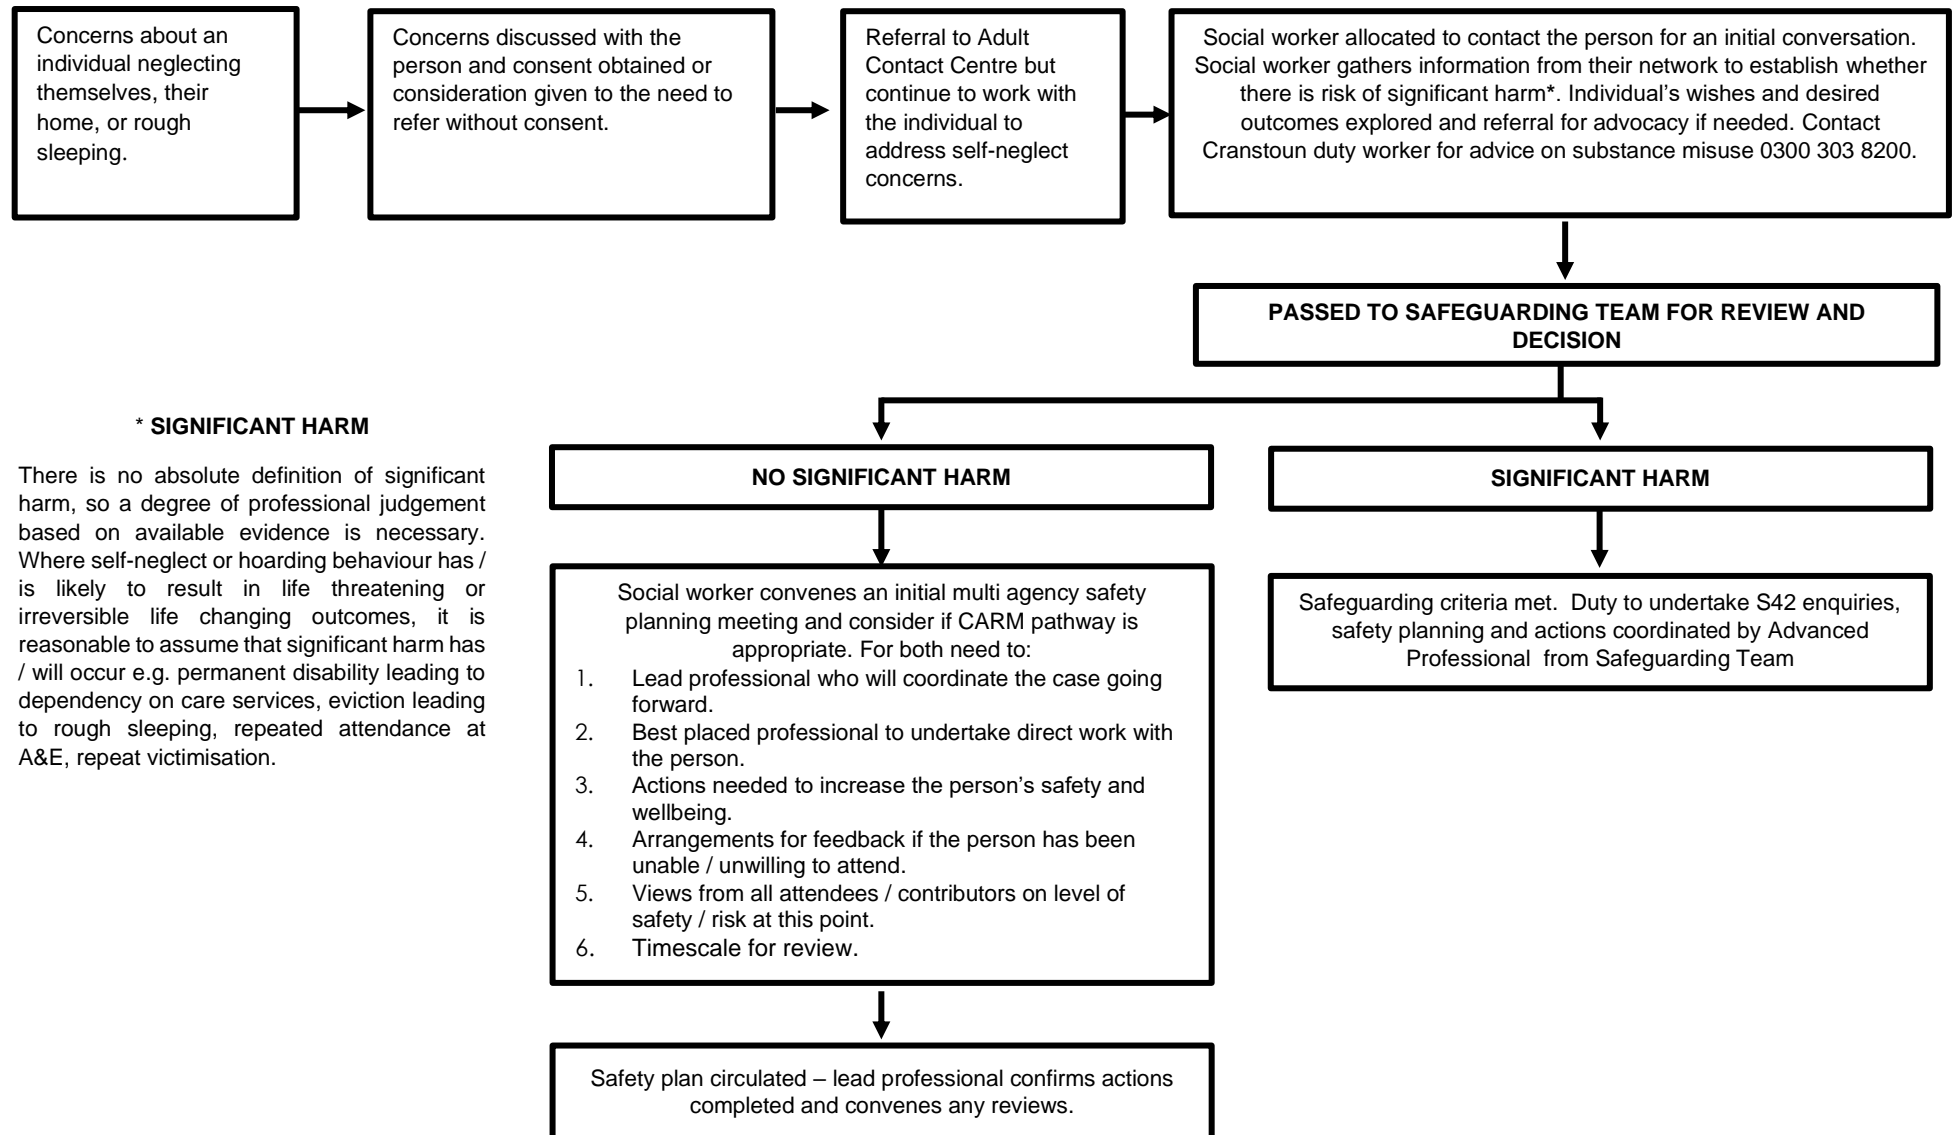 Concerns about an
individual neglecting
themselves, their
home, or rough
sleeping.
Concerns discussed with the
person and consent obtained or
consideration given to the need to
refer without consent.
Referral to Adult
Contact Centre but
continue to work with
the individual to
address self-neglect
concerns.
Social worker allocated to contact the person for an initial conversation.
Social worker gathers information from their network to establish whether
there is risk of significant harm*. Individual’s wishes and desired
outcomes explored and referral for advocacy if needed. Contact
Cranstoun duty worker for advice on substance misuse 0300 303 8200.
PASSED TO SAFEGUARDING TEAM FOR REVIEW AND
DECISION
* SIGNIFICANT HARM
There is no absolute definition of significant
harm, so a degree of professional judgement
based on available evidence is necessary.
Where self-neglect or hoarding behaviour has /
is likely to result in life threatening or
irreversible life changing outcomes, it is
reasonable to assume that significant harm has
/ will occur e.g. permanent disability leading to
dependency on care services, eviction leading
to rough sleeping, repeated attendance at
A&E, repeat victimisation.
NO SIGNIFICANT HARM
Social worker convenes an initial multi agency safety
planning meeting and consider if CARM pathway is
appropriate. For both need to:
1. Lead professional who will coordinate the case going
forward.
2. Best placed professional to undertake direct work with
the person.
3. Actions needed to increase the person’s safety and
wellbeing.
4. Arrangements for feedback if the person has been
unable / unwilling to attend.
5. Views from all attendees / contributors on level of
safety / risk at this point.
6. Timescale for review.
Safety plan circulated – lead professional confirms actions
completed and convenes any reviews.
SIGNIFICANT HARM
Safeguarding criteria met. Duty to undertake S42 enquiries,
safety planning and actions coordinated by Advanced
Professional from Safeguarding Team